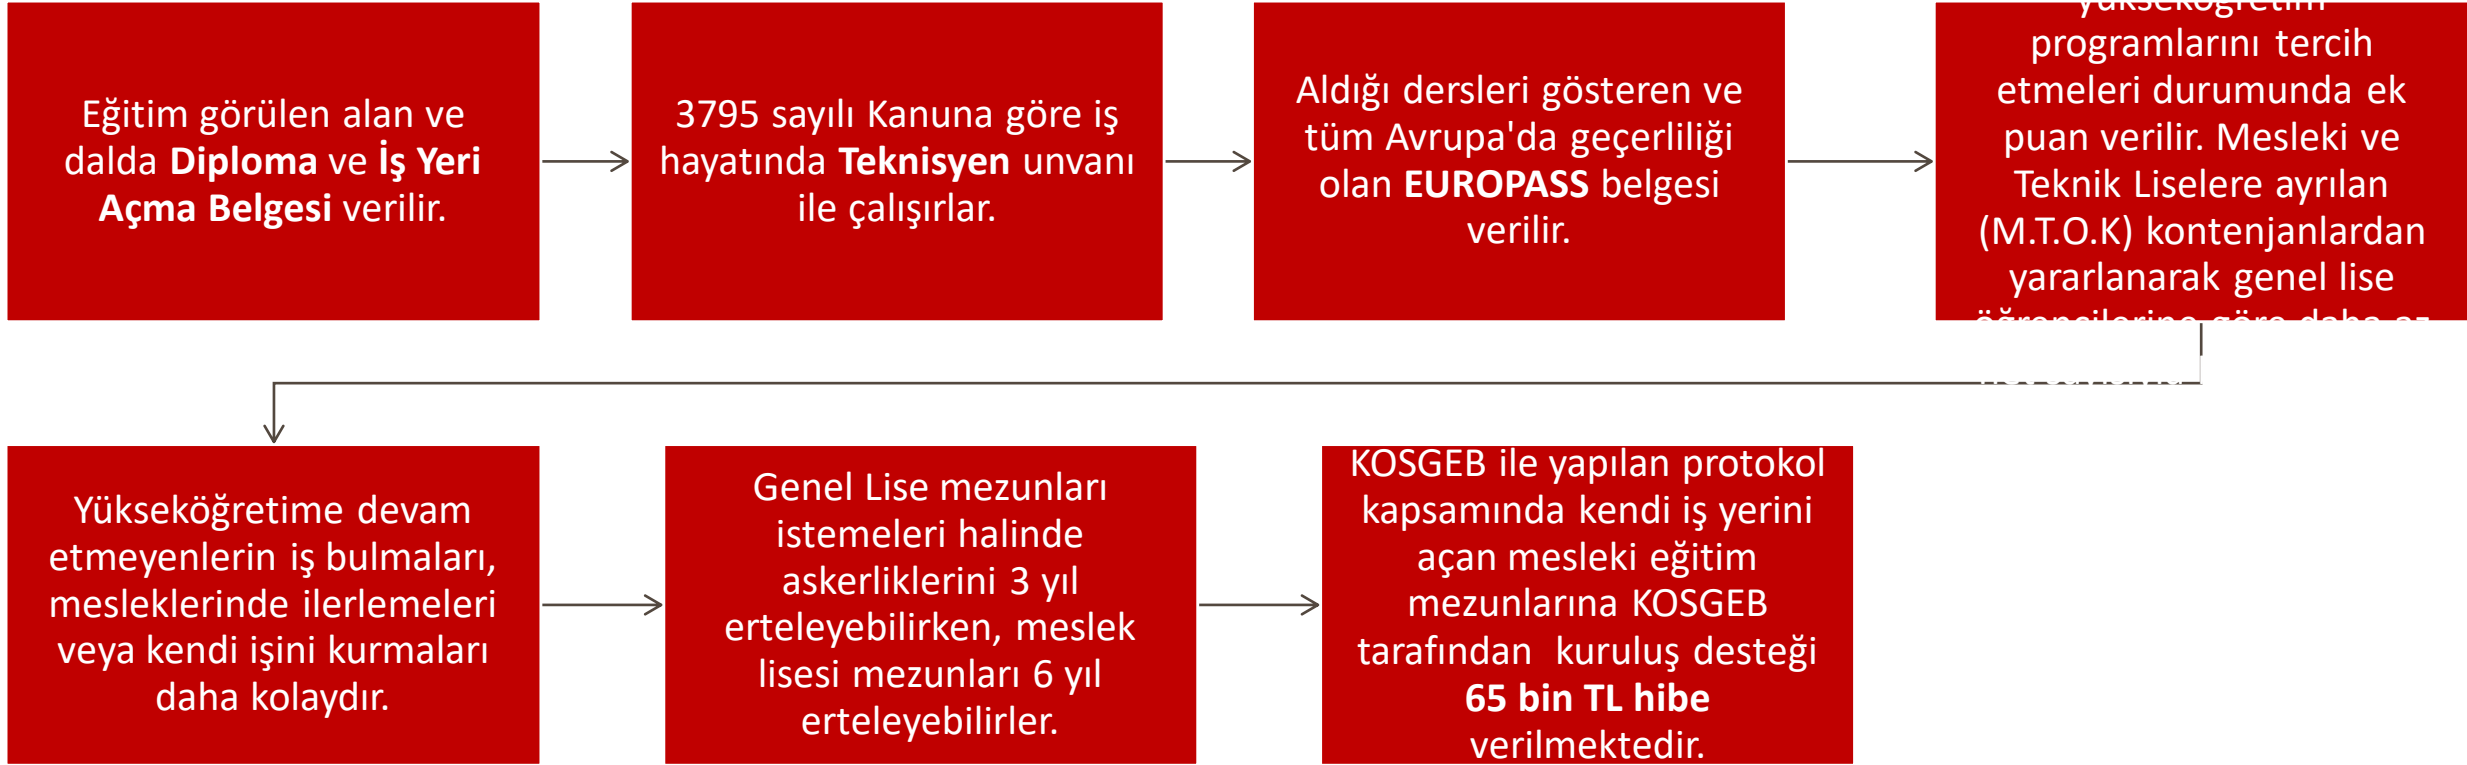 Eğitim görülen alan ve
dalda Diploma ve İş Yeri
Açma Belgesi verilir.
3795 sayılı Kanuna göre iş
hayatında Teknisyen unvanı
ile çalışırlar.
Aldığı dersleri gösteren ve
tüm Avrupa'da geçerliliği
olan EUROPASS belgesi
verilir.
yükseköğretim
programlarını tercih
etmeleri durumunda ek
puan verilir. Mesleki ve
Teknik Liselere ayrılan
(M.T.O.K) kontenjanlardan
yararlanarak genel lise
öğrencilerine göre daha az
Yükseköğretime devam
etmeyenlerin iş bulmaları,
mesleklerinde ilerlemeleri
veya kendi işini kurmaları
daha kolaydır.
Genel Lise mezunları
istemeleri halinde
askerliklerini 3 yıl
erteleyebilirken, meslek
lisesi mezunları 6 yıl
erteleyebilirler.
KOSGEB ile yapılan protokol
kapsamında kendi iş yerini
açan mesleki eğitim
mezunlarına KOSGEB
tarafından  kuruluş desteği
65 bin TL hibe
verilmektedir.